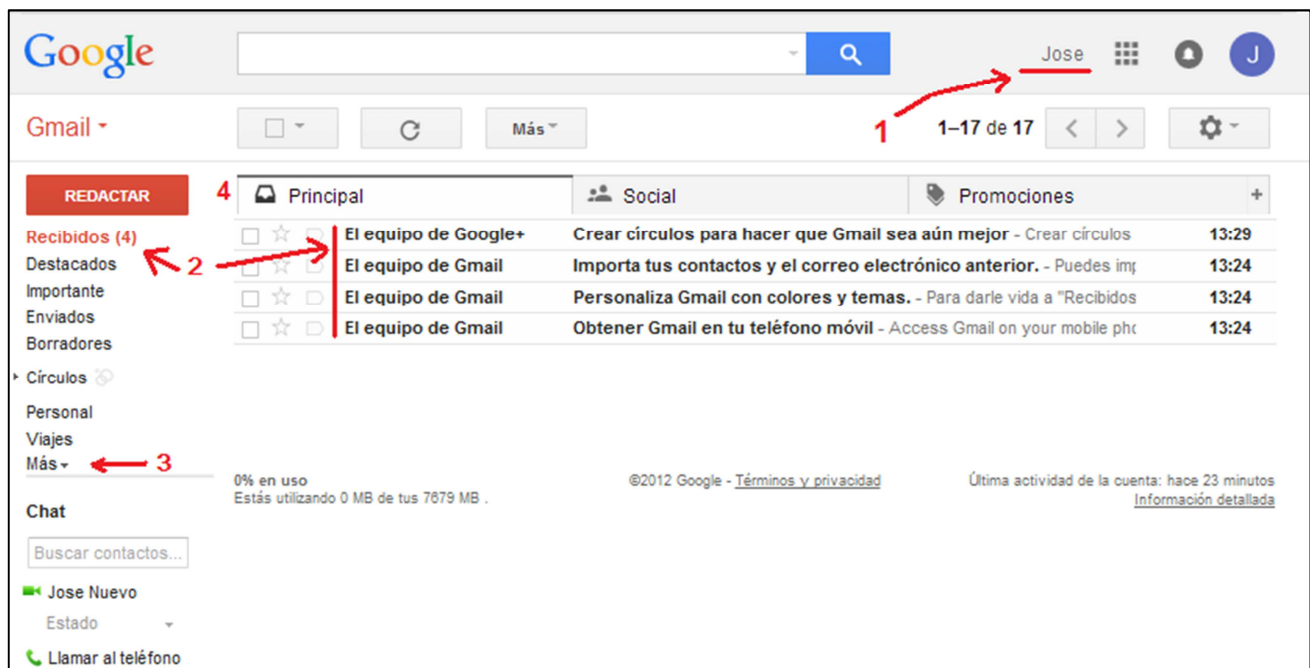 Google
Jose
J
Gmail
Más
1
1–17 de 17
REDACTAR
4
Principal
Social
Promociones
+
Recibidos (4)
2
Destacados
Importante
Enviados
Borradores
Círculos
Personal
Viajes
Más
3
El equipo de Google+ Crear círculos para hacer que Gmail sea aún mejor - Crear círculos 13:29
El equipo de Gmail Importa tus contactos y el correo electrónico anterior. - Puedes imp 13:24
El equipo de Gmail Personaliza Gmail con colores y temas. - Para darle vida a "Recibidos 13:24
El equipo de Gmail Obtener Gmail en tu teléfono móvil - Access Gmail on your mobile pho 13:24
0% en uso
Estás utilizando 0 MB de tus 7679 MB .
©2012 Google - Términos y privacidad
Última actividad de la cuenta: hace 23 minutos
Información detallada
Chat
Buscar contactos...
Jose Nuevo
Estado
Llamar al teléfono